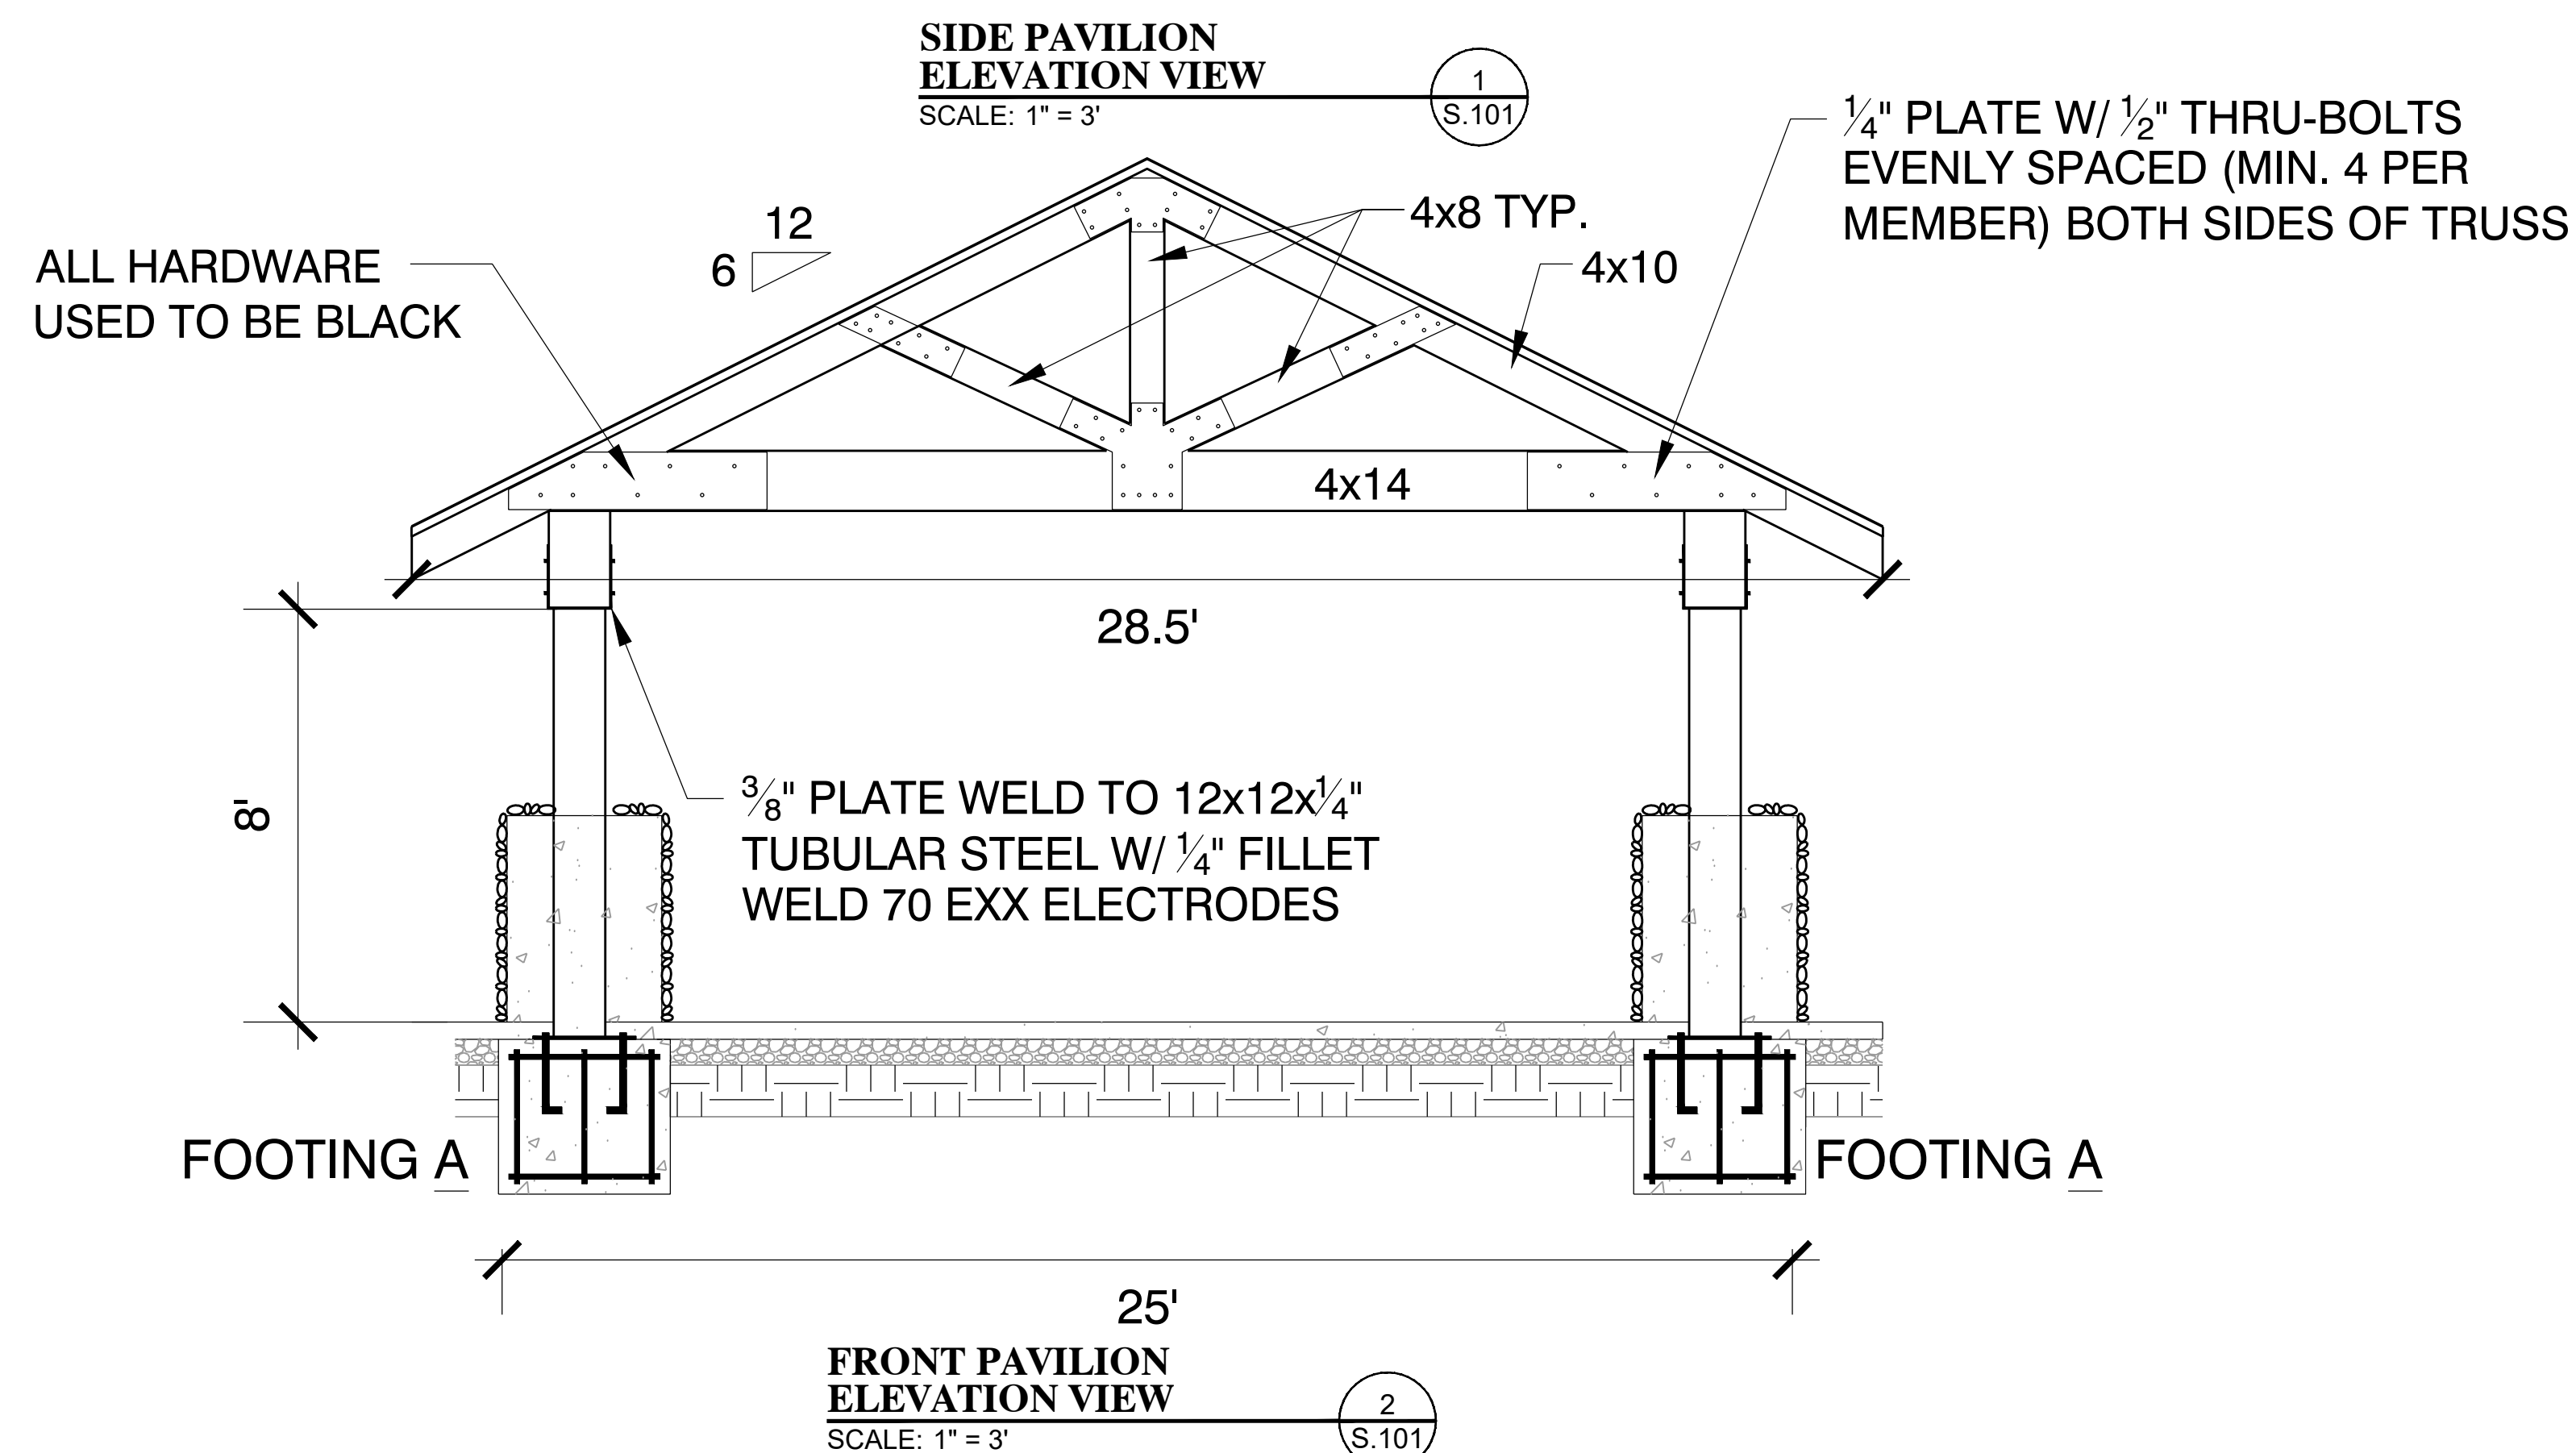 SIDE PAVILION
ELEVATION VIEW
SCALE: 1" = 3'
1
S.101
¼" PLATE W/ ½" THRU-BOLTS
EVENLY SPACED (MIN. 4 PER
MEMBER) BOTH SIDES OF TRUSS
12
6
4x8 TYP.
4x10
ALL HARDWARE
USED TO BE BLACK
4x14
28.5'
8'
⅜" PLATE WELD TO 12x12x¼"
TUBULAR STEEL W/ ¼" FILLET
WELD 70 EXX ELECTRODES
FOOTING A
FOOTING A
25'
FRONT PAVILION
ELEVATION VIEW
SCALE: 1" = 3'
2
S.101